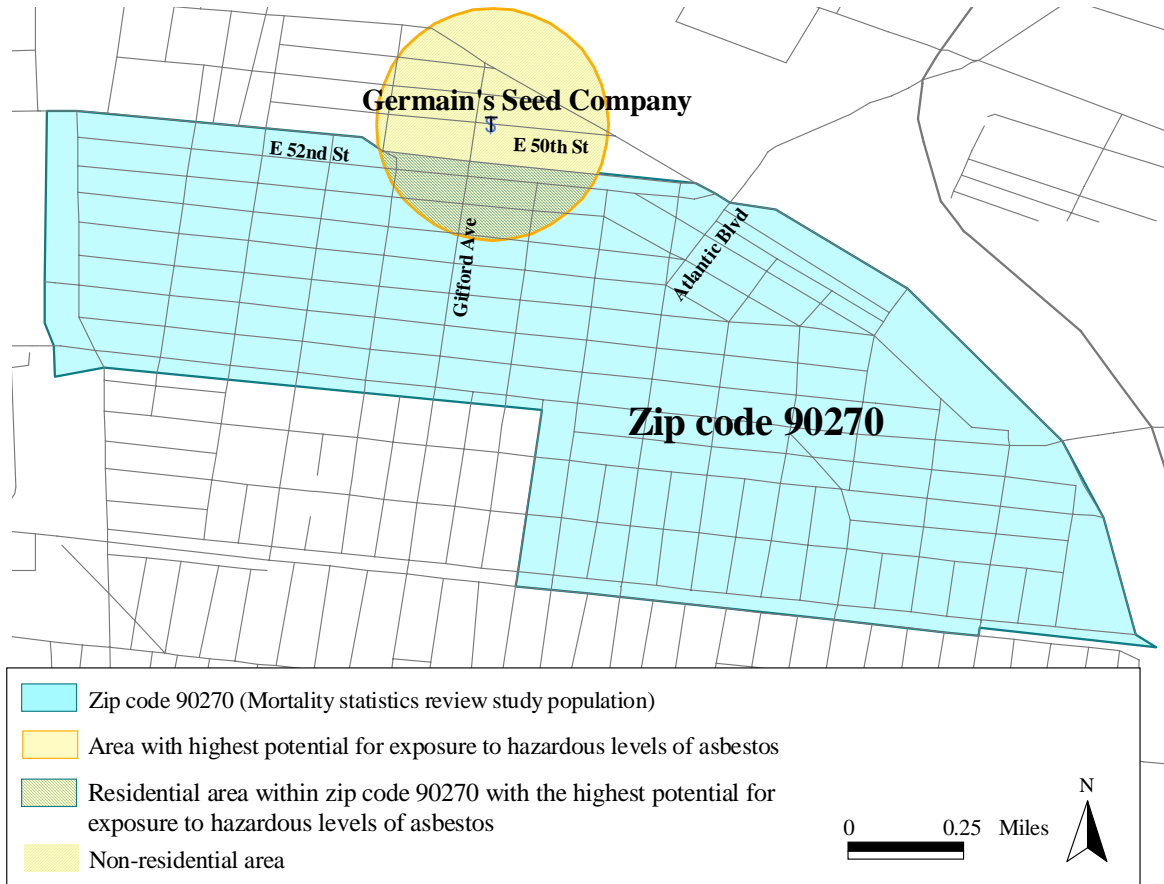 Germain's Seed Company
E 52nd St
E 50th St
Gifford Ave
Atlantic Blvd
Zip code 90270
Zip code 90270 (Mortality statistics review study population)
Area with highest potential for exposure to hazardous levels of asbestos
Residential area within zip code 90270 with the highest potential for
exposure to hazardous levels of asbestos
Non-residential area
0 0.25 Miles
N